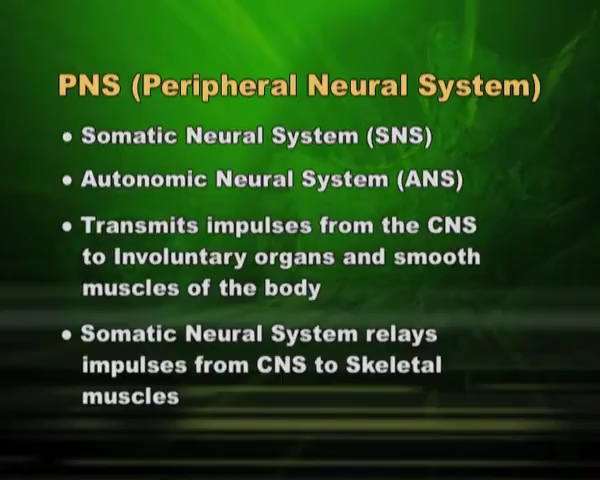 PNS (Peripheral Neural System)
• Somatic Neural System (SNS)
• Autonomic Neural System (ANS)
• Transmits impulses from the CNS
to Involuntary organs and smooth
muscles of the body
• Somatic Neural System relays
impulses from CNS to Skeletal
muscles